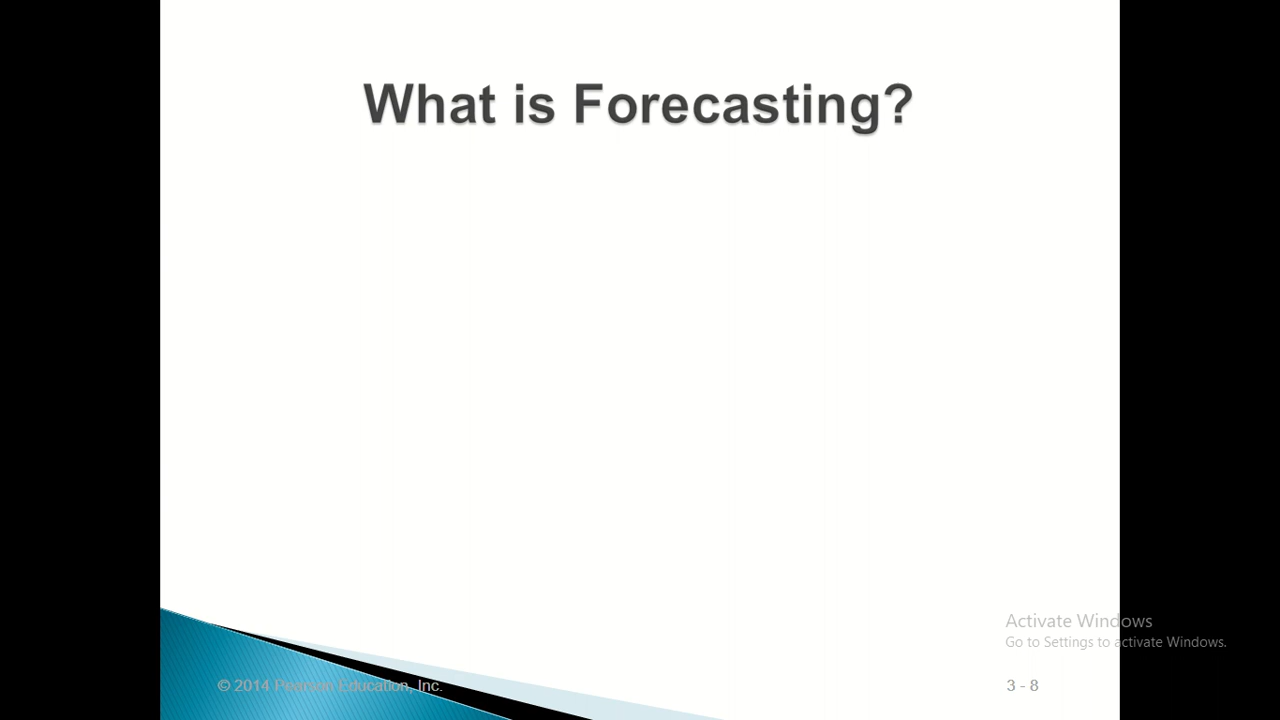 What is Forecasting?
Activate Windows
Go to Settings to activate Windows.
© 2014 Pearson Education, Inc.
3 - 8